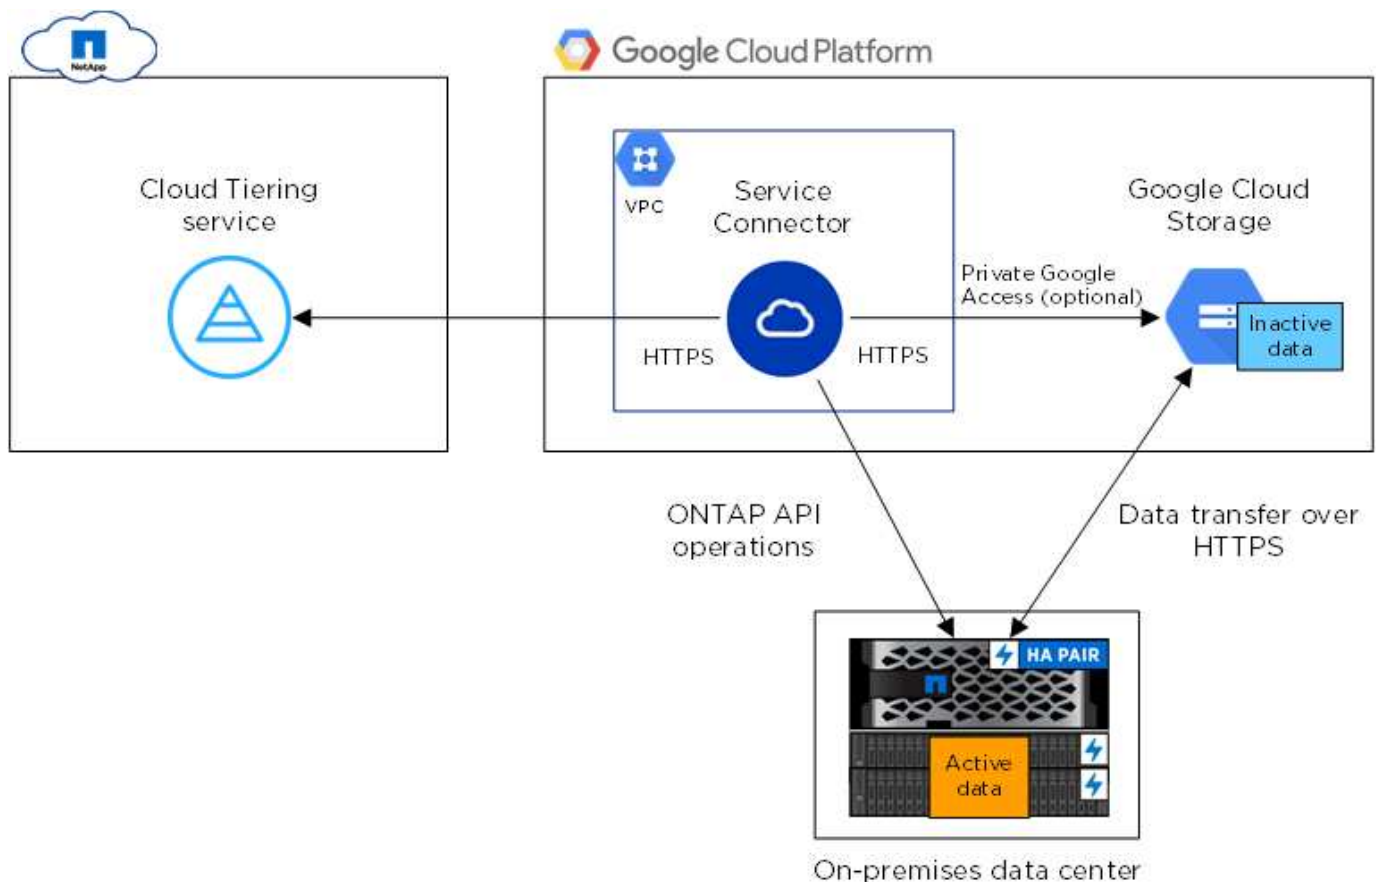 NetApp
Google Cloud Platform
Cloud Tiering
service
VPC
Service
Connector
Google Cloud
Storage
Private Google
Access (optional)
HTTPS
HTTPS
Inactive
data
ONTAP API
operations
Data transfer over
HTTPS
HA PAIR
Active
data
On-premises data center